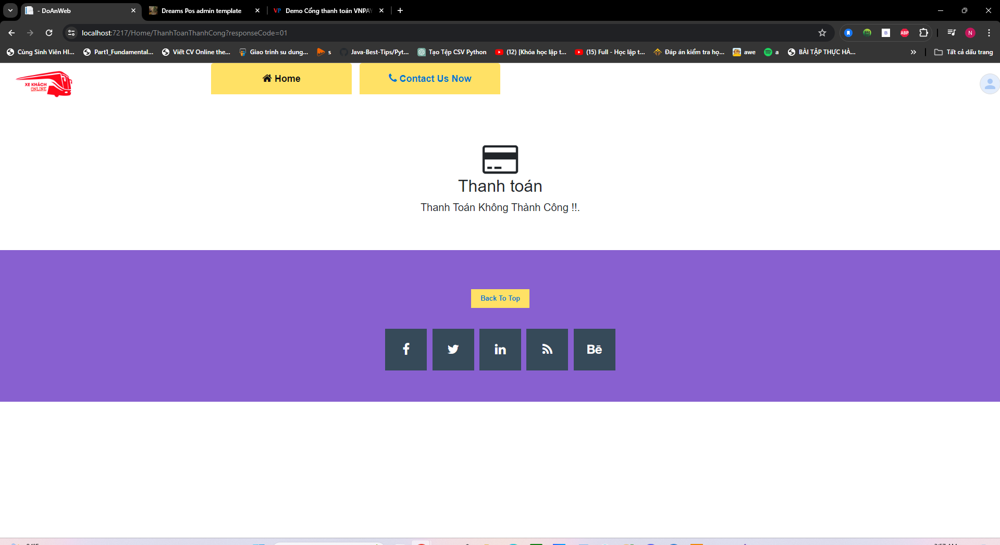 - DoAnWeb
Dreams Pos admin template
VP Demo Cổng thanh toán VNPAY
localhost:7217/Home/ThanhToanThanhCong?responseCode=01
B
ABP
N
Cùng Sinh Viên HI...
Part1_Fundamental...
Viết CV Online the...
Giao trinh su dung...
s
Java-Best-Tips/Pyt...
Tạo Tệp CSV Python
(12) [Khóa học lập t...
(15) Full - Học lập t...
Đáp án kiểm tra họ...
awe
a
BÀI TẬP THỰC HÀ...
Tất cả dấu trang
XE KHÁCH
ONLINE
Home
Contact Us Now
Thanh toán
Thanh Toán Không Thành Công !!.
Back To Top
f
in
Bē